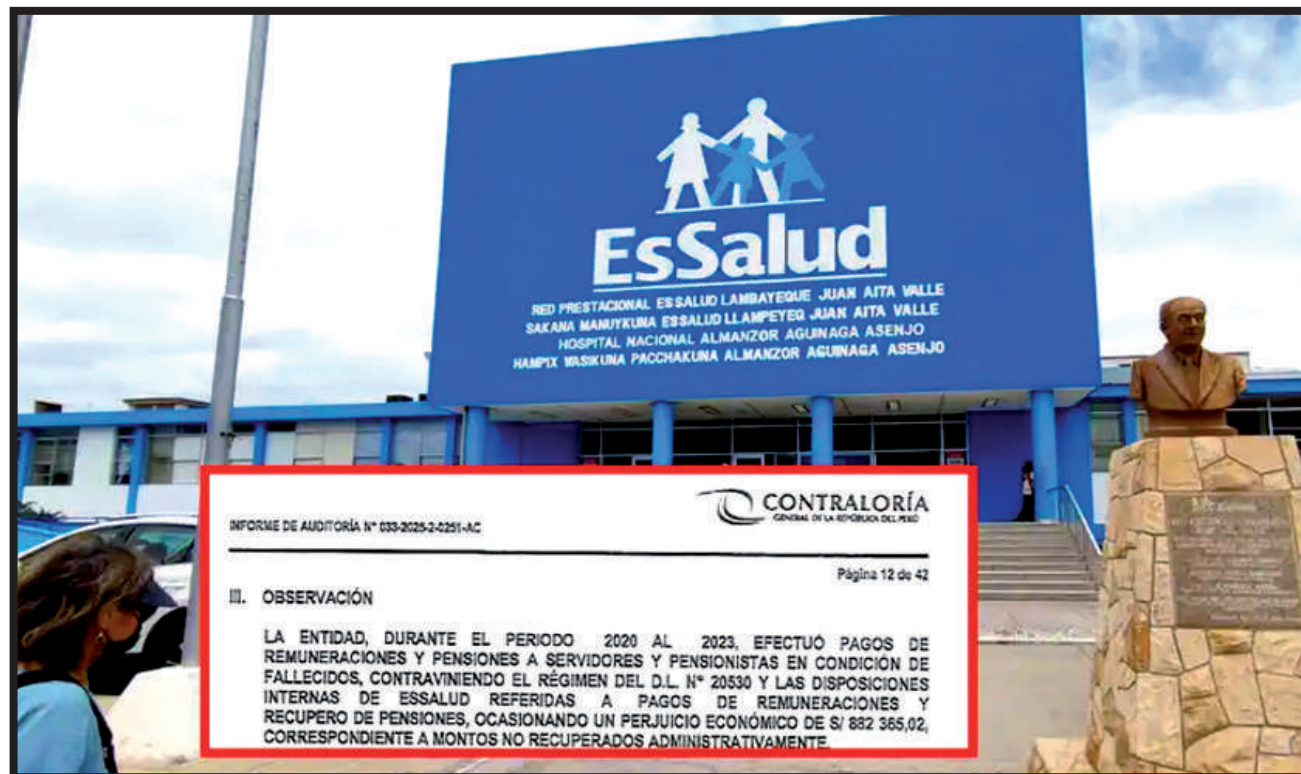 EsSalud
RED PRESTACIONAL ESSALUD LAMBAYEQUE JUAN AITA VALLE
SAKANA MANUYKUNA ESSALUD LLAMPEYEQ JUAN AITA VALLE
HOSPITAL NACIONAL ALMANZOR AGUINAGA ASENJO
HAMPIX WASIKUNA PACCHAKUNA ALMANZOR AGUINAGA ASENJO
CONTRALORÍA
GENERAL DE LA REPÚBLICA DEL PERÚ
INFORME DE AUDITORÍA N° 033-2025-2-0251-AC
Página 12 de 42
III. OBSERVACIÓN
LA ENTIDAD, DURANTE EL PERIODO 2020 AL 2023, EFECTUÓ PAGOS DE
REMUNERACIONES Y PENSIONES A SERVIDORES Y PENSIONISTAS EN CONDICIÓN DE
FALLECIDOS, CONTRAVINIENDO EL RÉGIMEN DEL D.L. N° 20530 Y LAS DISPOSICIONES
INTERNAS DE ESSALUD REFERIDAS A PAGOS DE REMUNERACIONES Y
RECUPERO DE PENSIONES, OCASIONANDO UN PERJUICIO ECONÓMICO DE S/ 882 365,02,
CORRESPONDIENTE A MONTOS NO RECUPERADOS ADMINISTRATIVAMENTE.